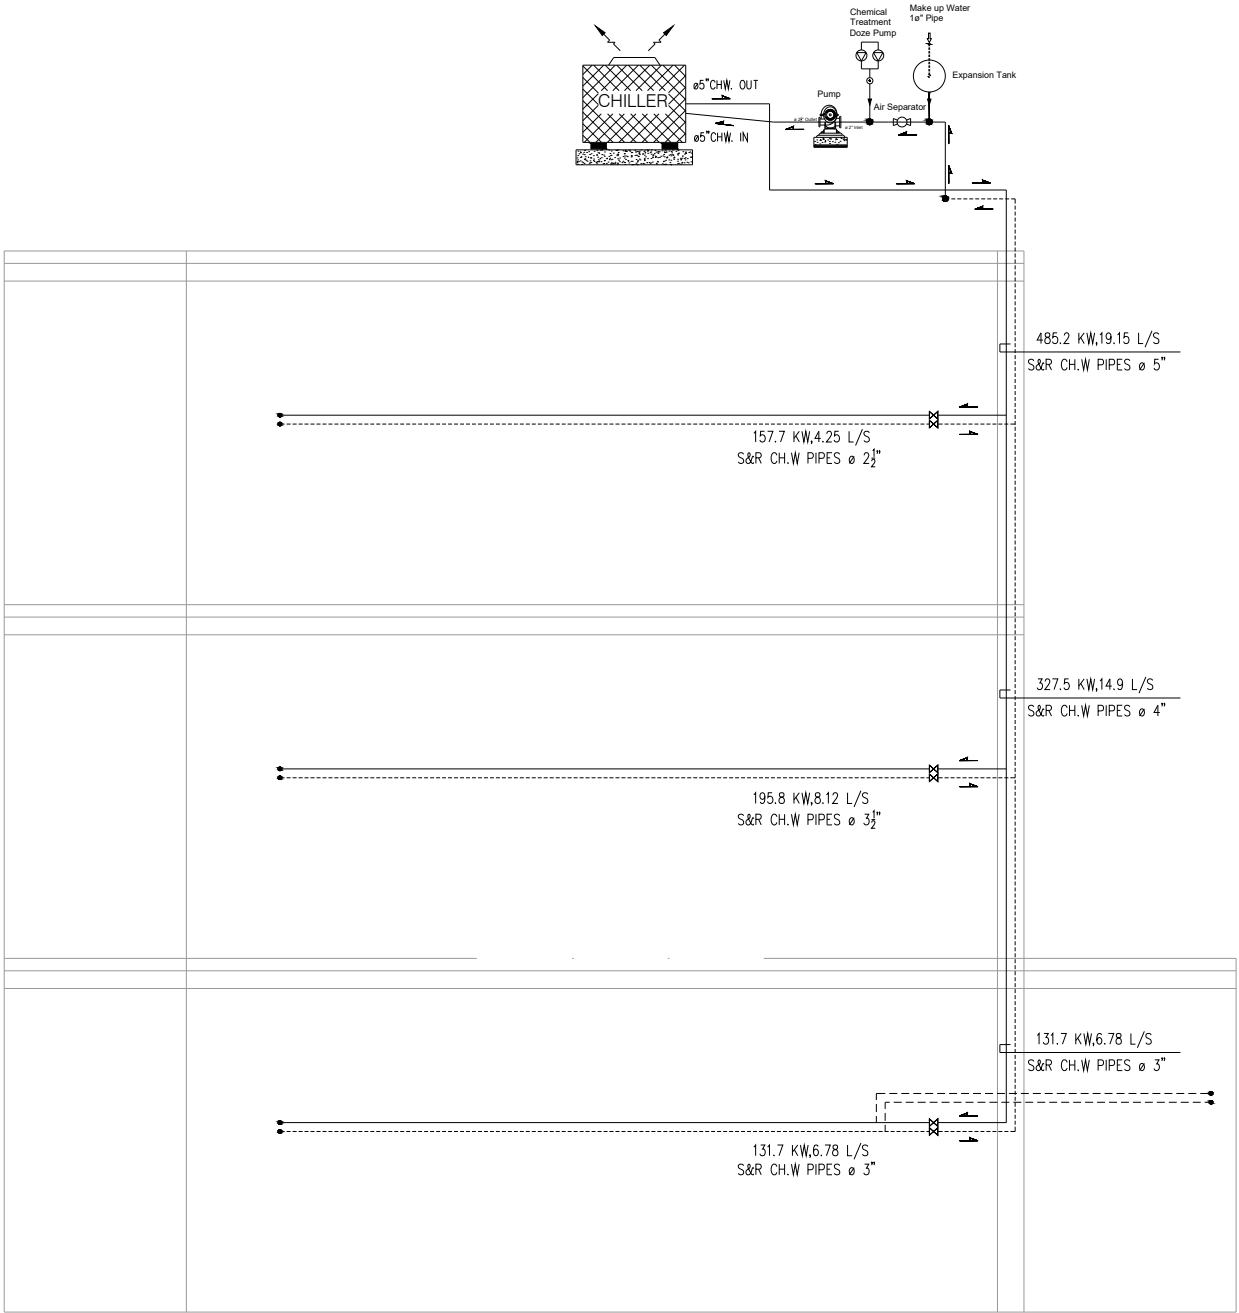 Chemical
Treatment
Doze Pump
Make up Water
1ø" Pipe
Expansion Tank
ø5"CHW. OUT
CHILLER
Pump
Air Separator
ø5"CHW. IN
485.2 KW,19.15 L/S
S&R CH.W PIPES ø 5"
157.7 KW,4.25 L/S
S&R CH.W PIPES ø 2½"
327.5 KW,14.9 L/S
S&R CH.W PIPES ø 4"
195.8 KW,8.12 L/S
S&R CH.W PIPES ø 3½"
131.7 KW,6.78 L/S
S&R CH.W PIPES ø 3"
131.7 KW,6.78 L/S
S&R CH.W PIPES ø 3"